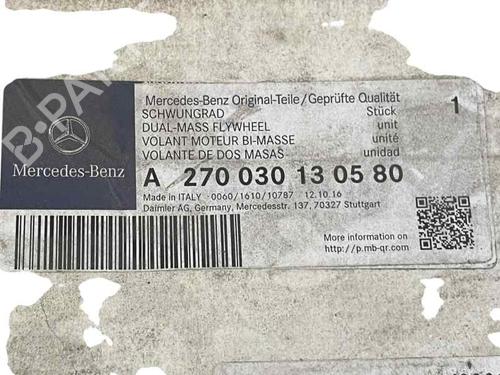 Mercedes-Benz Original-Teile/Geprüfte Qualität
SCHWUNGRAD Stück 1
DUAL-MASS FLYWHEEL unit
VOLANT MOTEUR BI-MASSE unité
VOLANTE DE DOS MASAS unidad
Mercedes-Benz
A 270 030 13 05 80
Made in ITALY 0060/1610/10787 12.10.16
Daimler AG, Germany, Mercedesstr. 137, 70327 Stuttgart
More information on
http://p.mb-qr.com
B-PA